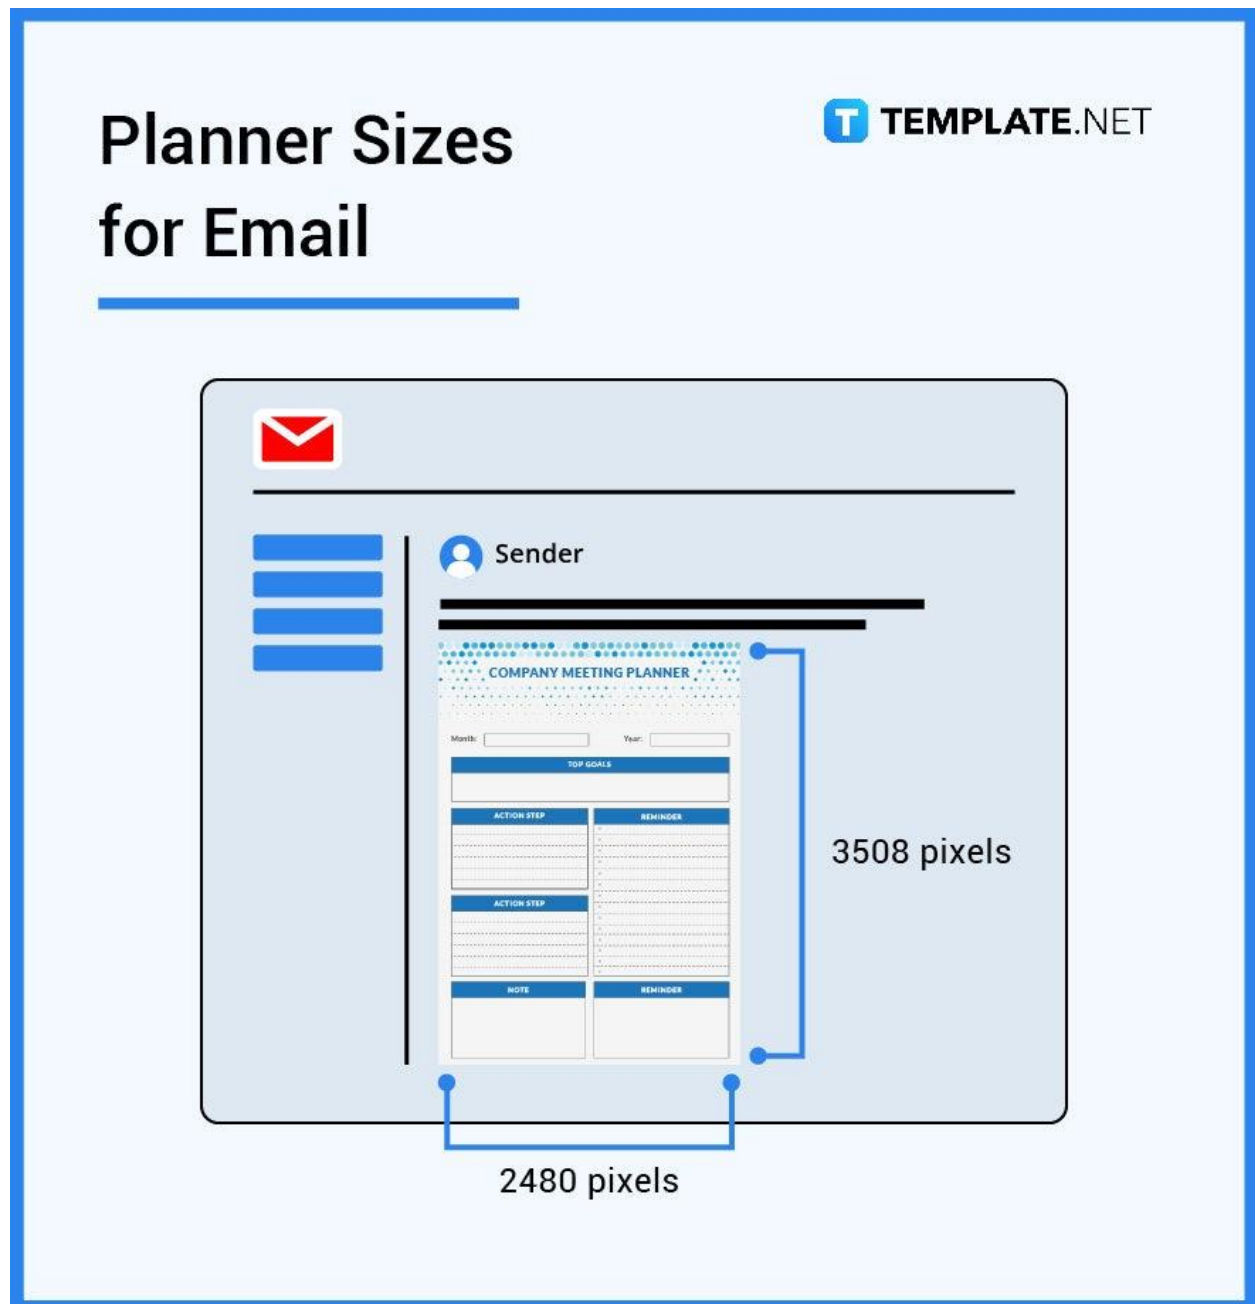 Planner Sizes
for Email
TEMPLATE.NET
Sender
COMPANY MEETING PLANNER
Month:
Year:
TOP GOALS
ACTION STEP
REMINDER
ACTION STEP
NOTE
REMINDER
3508 pixels
2480 pixels